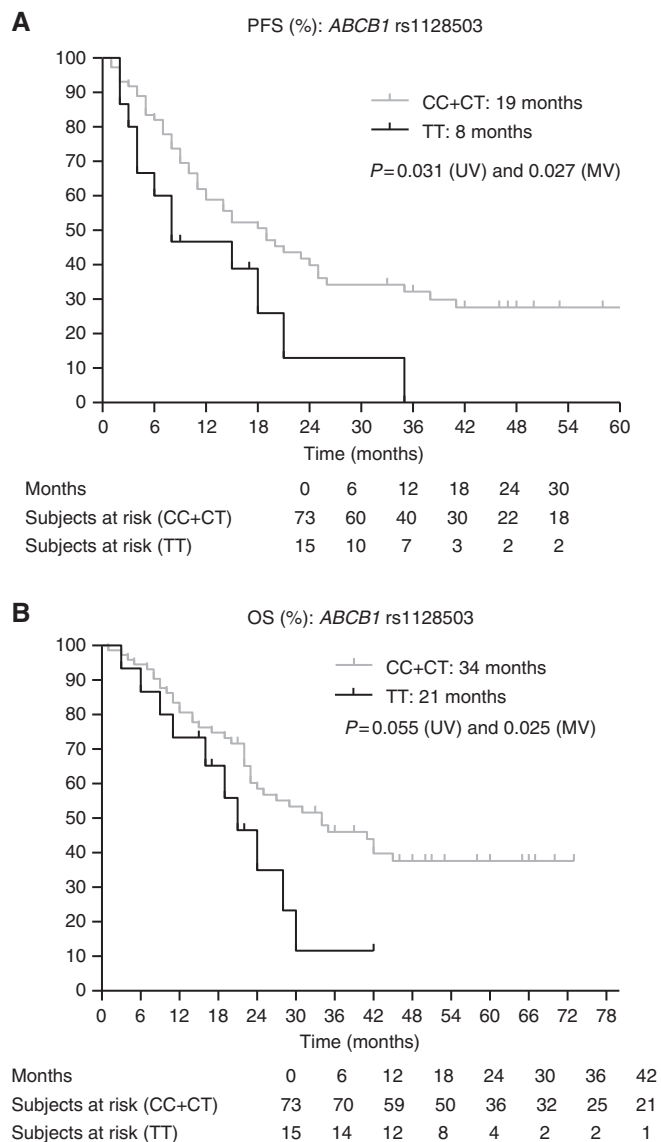 A
PFS (%): ABCB1 rs1128503
100
90
80
70
60
50
40
30
20
10
0
CC+CT: 19 months
TT: 8 months
P=0.031 (UV) and 0.027 (MV)
0 6 12 18 24 30 36 42 48 54 60
Time (months)
Months 0 6 12 18 24 30
Subjects at risk (CC+CT) 73 60 40 30 22 18
Subjects at risk (TT) 15 10 7 3 2 2
B
OS (%): ABCB1 rs1128503
100
90
80
70
60
50
40
30
20
10
0
CC+CT: 34 months
TT: 21 months
P=0.055 (UV) and 0.025 (MV)
0 6 12 18 24 30 36 42 48 54 60 66 72 78
Time (months)
Months 0 6 12 18 24 30 36 42
Subjects at risk (CC+CT) 73 70 59 50 36 32 25 21
Subjects at risk (TT) 15 14 12 8 4 2 2 1